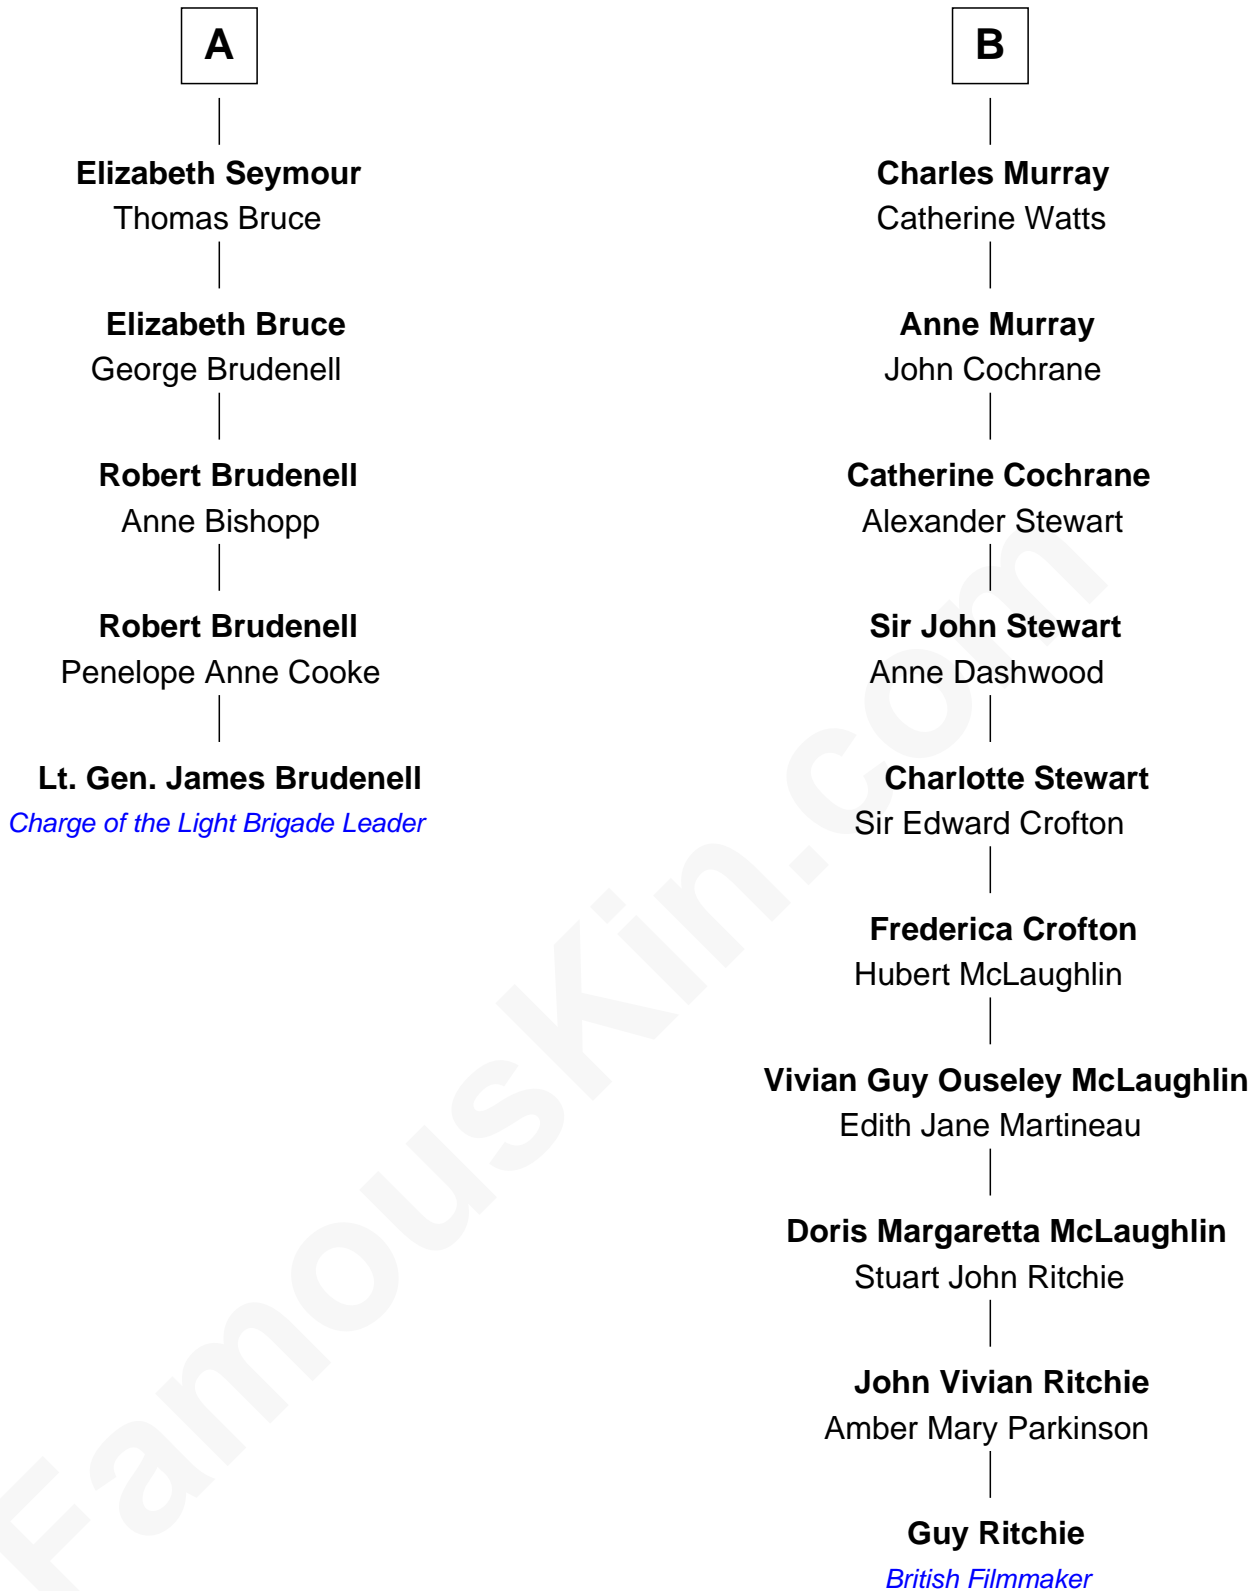 A
Elizabeth Seymour
Thomas Bruce
Elizabeth Bruce
George Brudenell
Robert Brudenell
Anne Bishopp
Robert Brudenell
Penelope Anne Cooke
Lt. Gen. James Brudenell
Charge of the Light Brigade Leader
B
Charles Murray
Catherine Watts
Anne Murray
John Cochrane
Catherine Cochrane
Alexander Stewart
Sir John Stewart
Anne Dashwood
Charlotte Stewart
Sir Edward Crofton
Frederica Crofton
Hubert McLaughlin
Vivian Guy Ouseley McLaughlin
Edith Jane Martineau
Doris Margaretta McLaughlin
Stuart John Ritchie
John Vivian Ritchie
Amber Mary Parkinson
Guy Ritchie
British Filmmaker
FamousKin.com